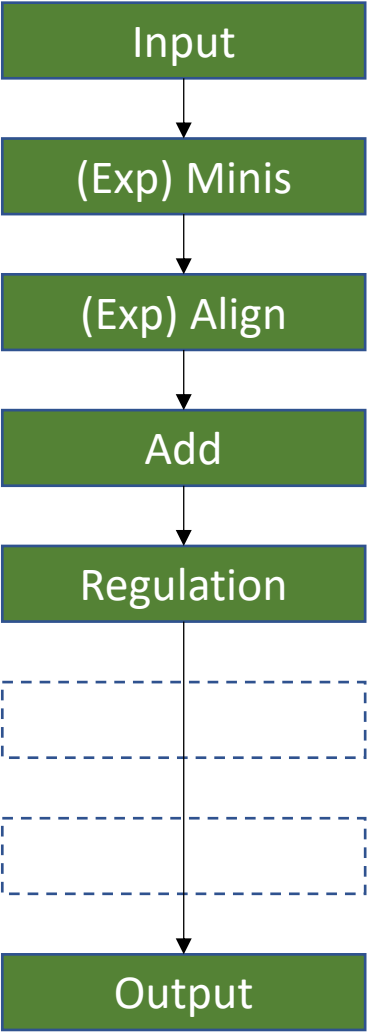 Input
(Exp) Minis
(Exp) Align
Add
Regulation
Output